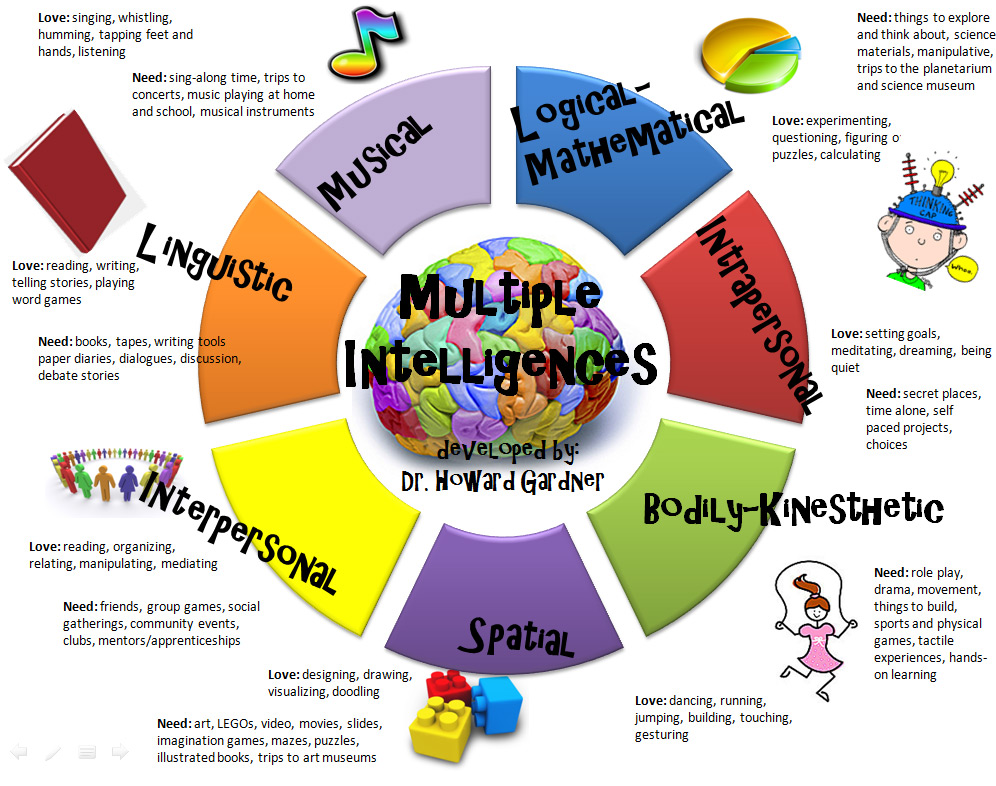 Love: singing, whistling,
humming, tapping feet and
hands, listening
Need: sing-along time, trips to
concerts, music playing at home
and school, musical instruments
Musical
Logical-
Mathematical
Need: things to explore
and think about, science
materials, manipulative,
trips to the planetarium
and science museum
Love: experimenting,
questioning, figuring o
puzzles, calculating
THINKING
CAP
Whoo.
Linguistic
Love: reading, writing,
telling stories, playing
word games
Need: books, tapes, writing tools
paper diaries, dialogues, discussion,
debate stories
Multiple
Intelligences
developed by:
Dr. Howard Gardner
Intrapersonal
Love: setting goals,
meditating, dreaming, being
quiet
Need: secret places,
time alone, self
paced projects,
choices
Interpersonal
Love: reading, organizing,
relating, manipulating, mediating
Need: friends, group games, social
gatherings, community events,
clubs, mentors/apprenticeships
Bodily-Kinesthetic
Need: role play,
drama, movement,
things to build,
sports and physical
games, tactile
experiences, hands-
on learning
Love: dancing, running,
jumping, building, touching,
gesturing
Spatial
Love: designing, drawing,
visualizing, doodling
Need: art, LEGOs, video, movies, slides,
imagination games, mazes, puzzles,
illustrated books, trips to art museums